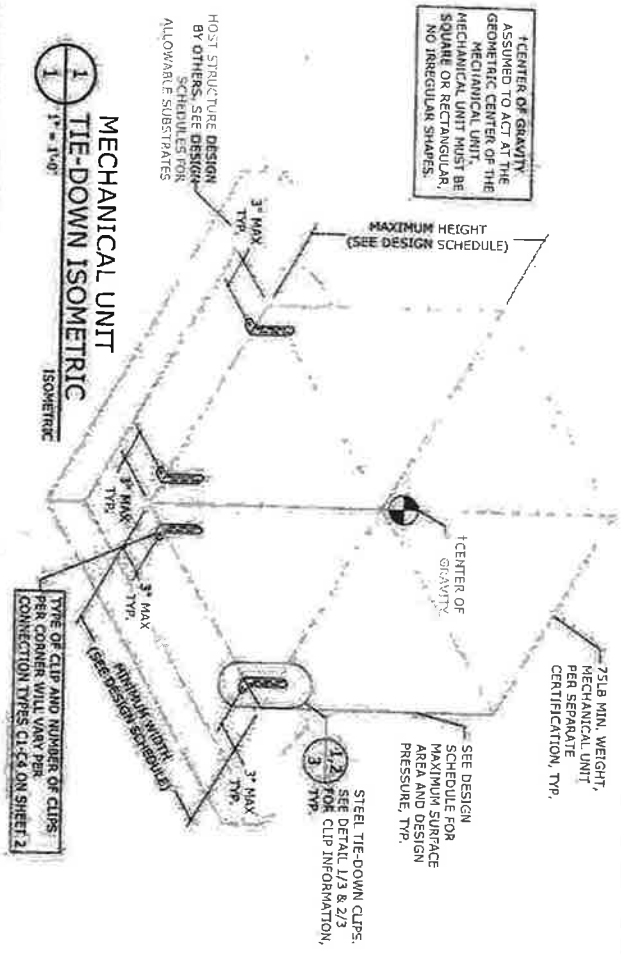 †CENTER OF GRAVITY
ASSUMED TO ACT AT THE
GEOMETRIC CENTER OF THE
MECHANICAL UNIT.
MECHANICAL UNIT MUST BE
SQUARE OR RECTANGULAR,
NO IRREGULAR SHAPES.
MAXIMUM HEIGHT
(SEE DESIGN SCHEDULE)
75LB MIN. WEIGHT,
MECHANICAL UNIT
PER SEPARATE
CERTIFICATION, TYP.
†CENTER OF
GRAVITY
SEE DESIGN
SCHEDULE FOR
MAXIMUM SURFACE
AREA AND DESIGN
PRESSURE, TYP.
HOST STRUCTURE DESIGN
BY OTHERS, SEE DESIGN
SCHEDULES FOR
ALLOWABLE SUBSTRATES
3" MAX
TYP.
3" MAX
TYP.
3" MAX
TYP.
3" MAX
TYP.
1,2
3
STEEL TIE-DOWN CLIPS.
SEE DETAIL 1/3 & 2/3
FOR CLIP INFORMATION,
TYP.
MINIMUM WIDTH
(SEE DESIGN SCHEDULE)
TYPE OF CLIP AND NUMBER OF CLIPS
PER CORNER WILL VARY PER
CONNECTION TYPES C1-C4 ON SHEET 2
1
1
MECHANICAL UNIT
TIE-DOWN ISOMETRIC
1" = 1'-0"
ISOMETRIC